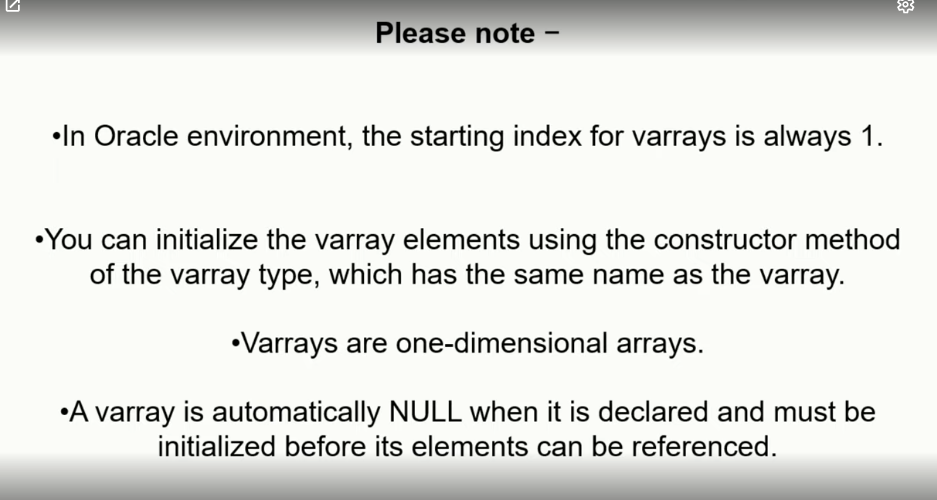 Please note –
•In Oracle environment, the starting index for varrays is always 1.
•You can initialize the varray elements using the constructor method
of the varray type, which has the same name as the varray.
•Varrays are one-dimensional arrays.
•A varray is automatically NULL when it is declared and must be
initialized before its elements can be referenced.